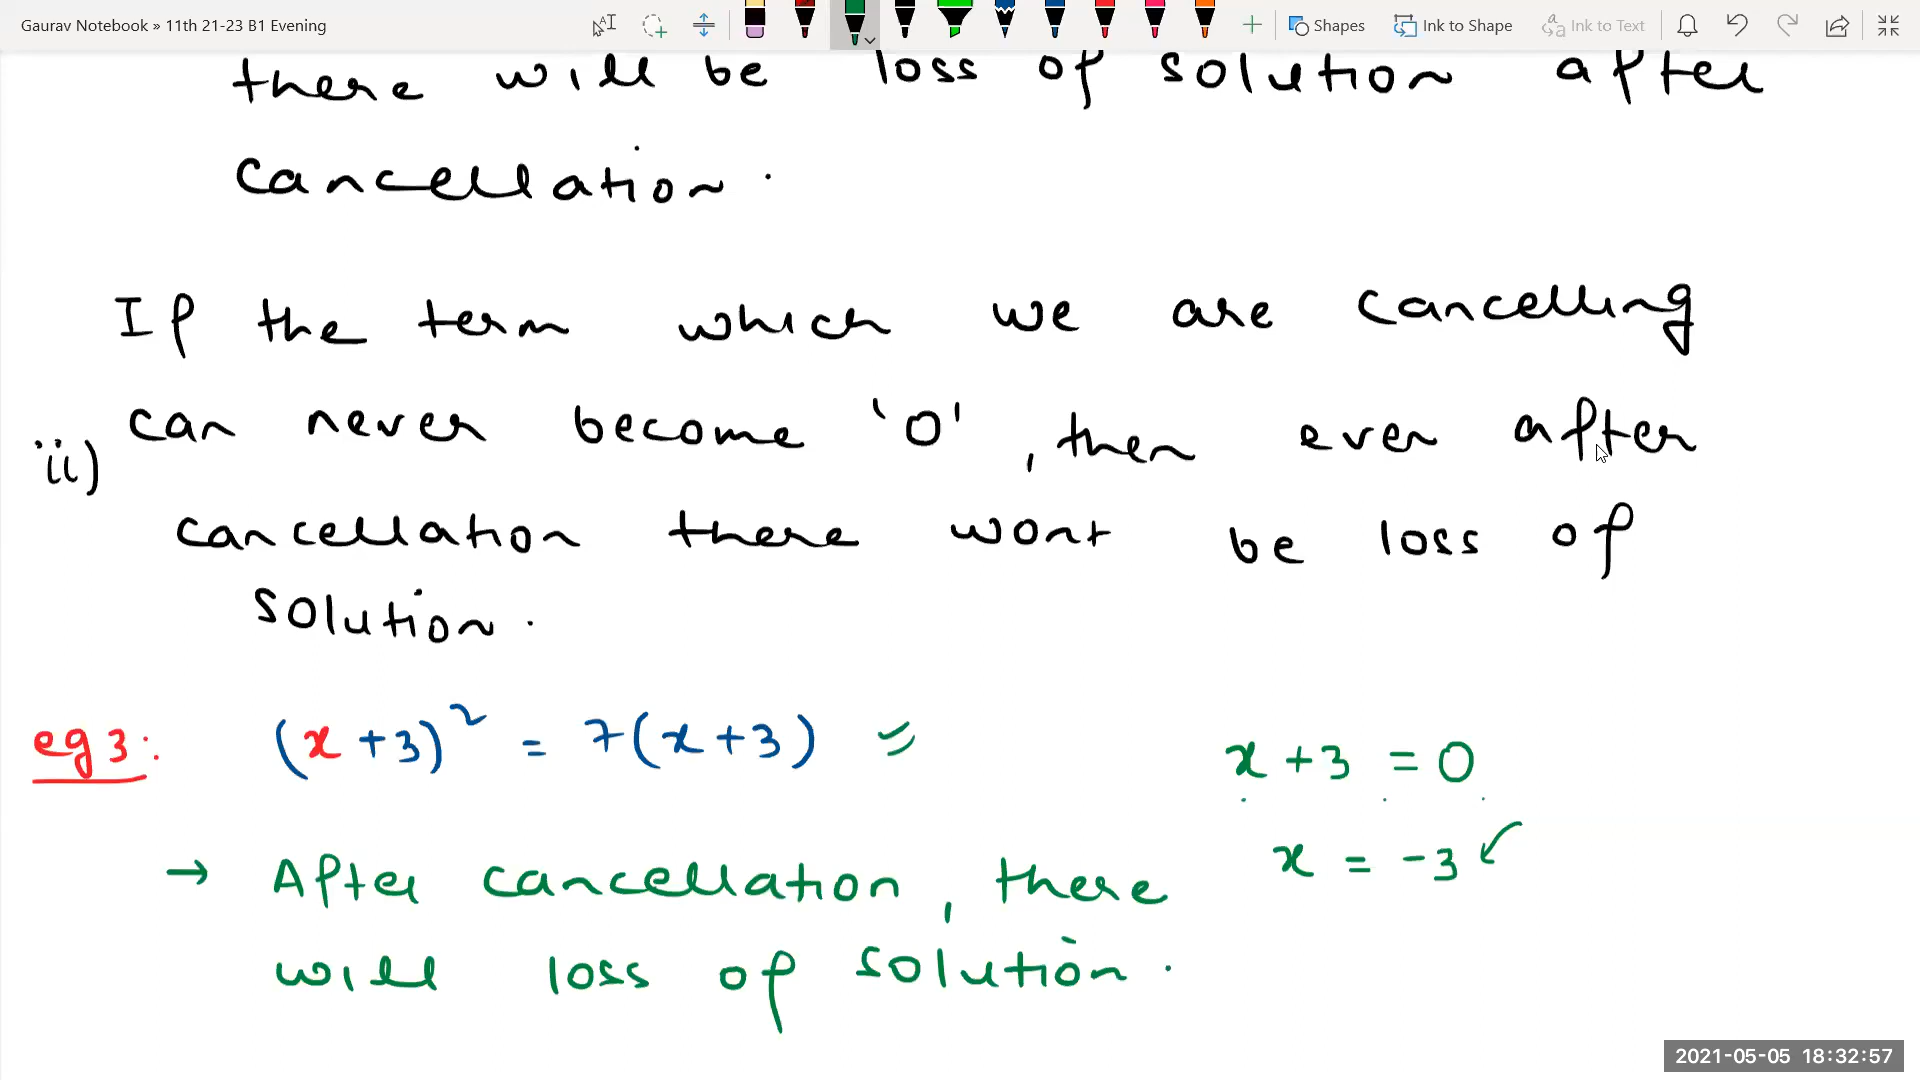 Gaurav Notebook » 11th 21-23 B1 Evening
Shapes
Ink to Shape
Ink to Text
there will be loss of solution after
cancellation.
If the term which we are cancelling
ii) can never become '0', then even after
cancellation there wont be loss of
solution.
eg 3: (x+3)² = 7(x+3)
x+3 = 0
x = -3
→ After cancellation, there
will loss of solution.
2021-05-05 18:32:57